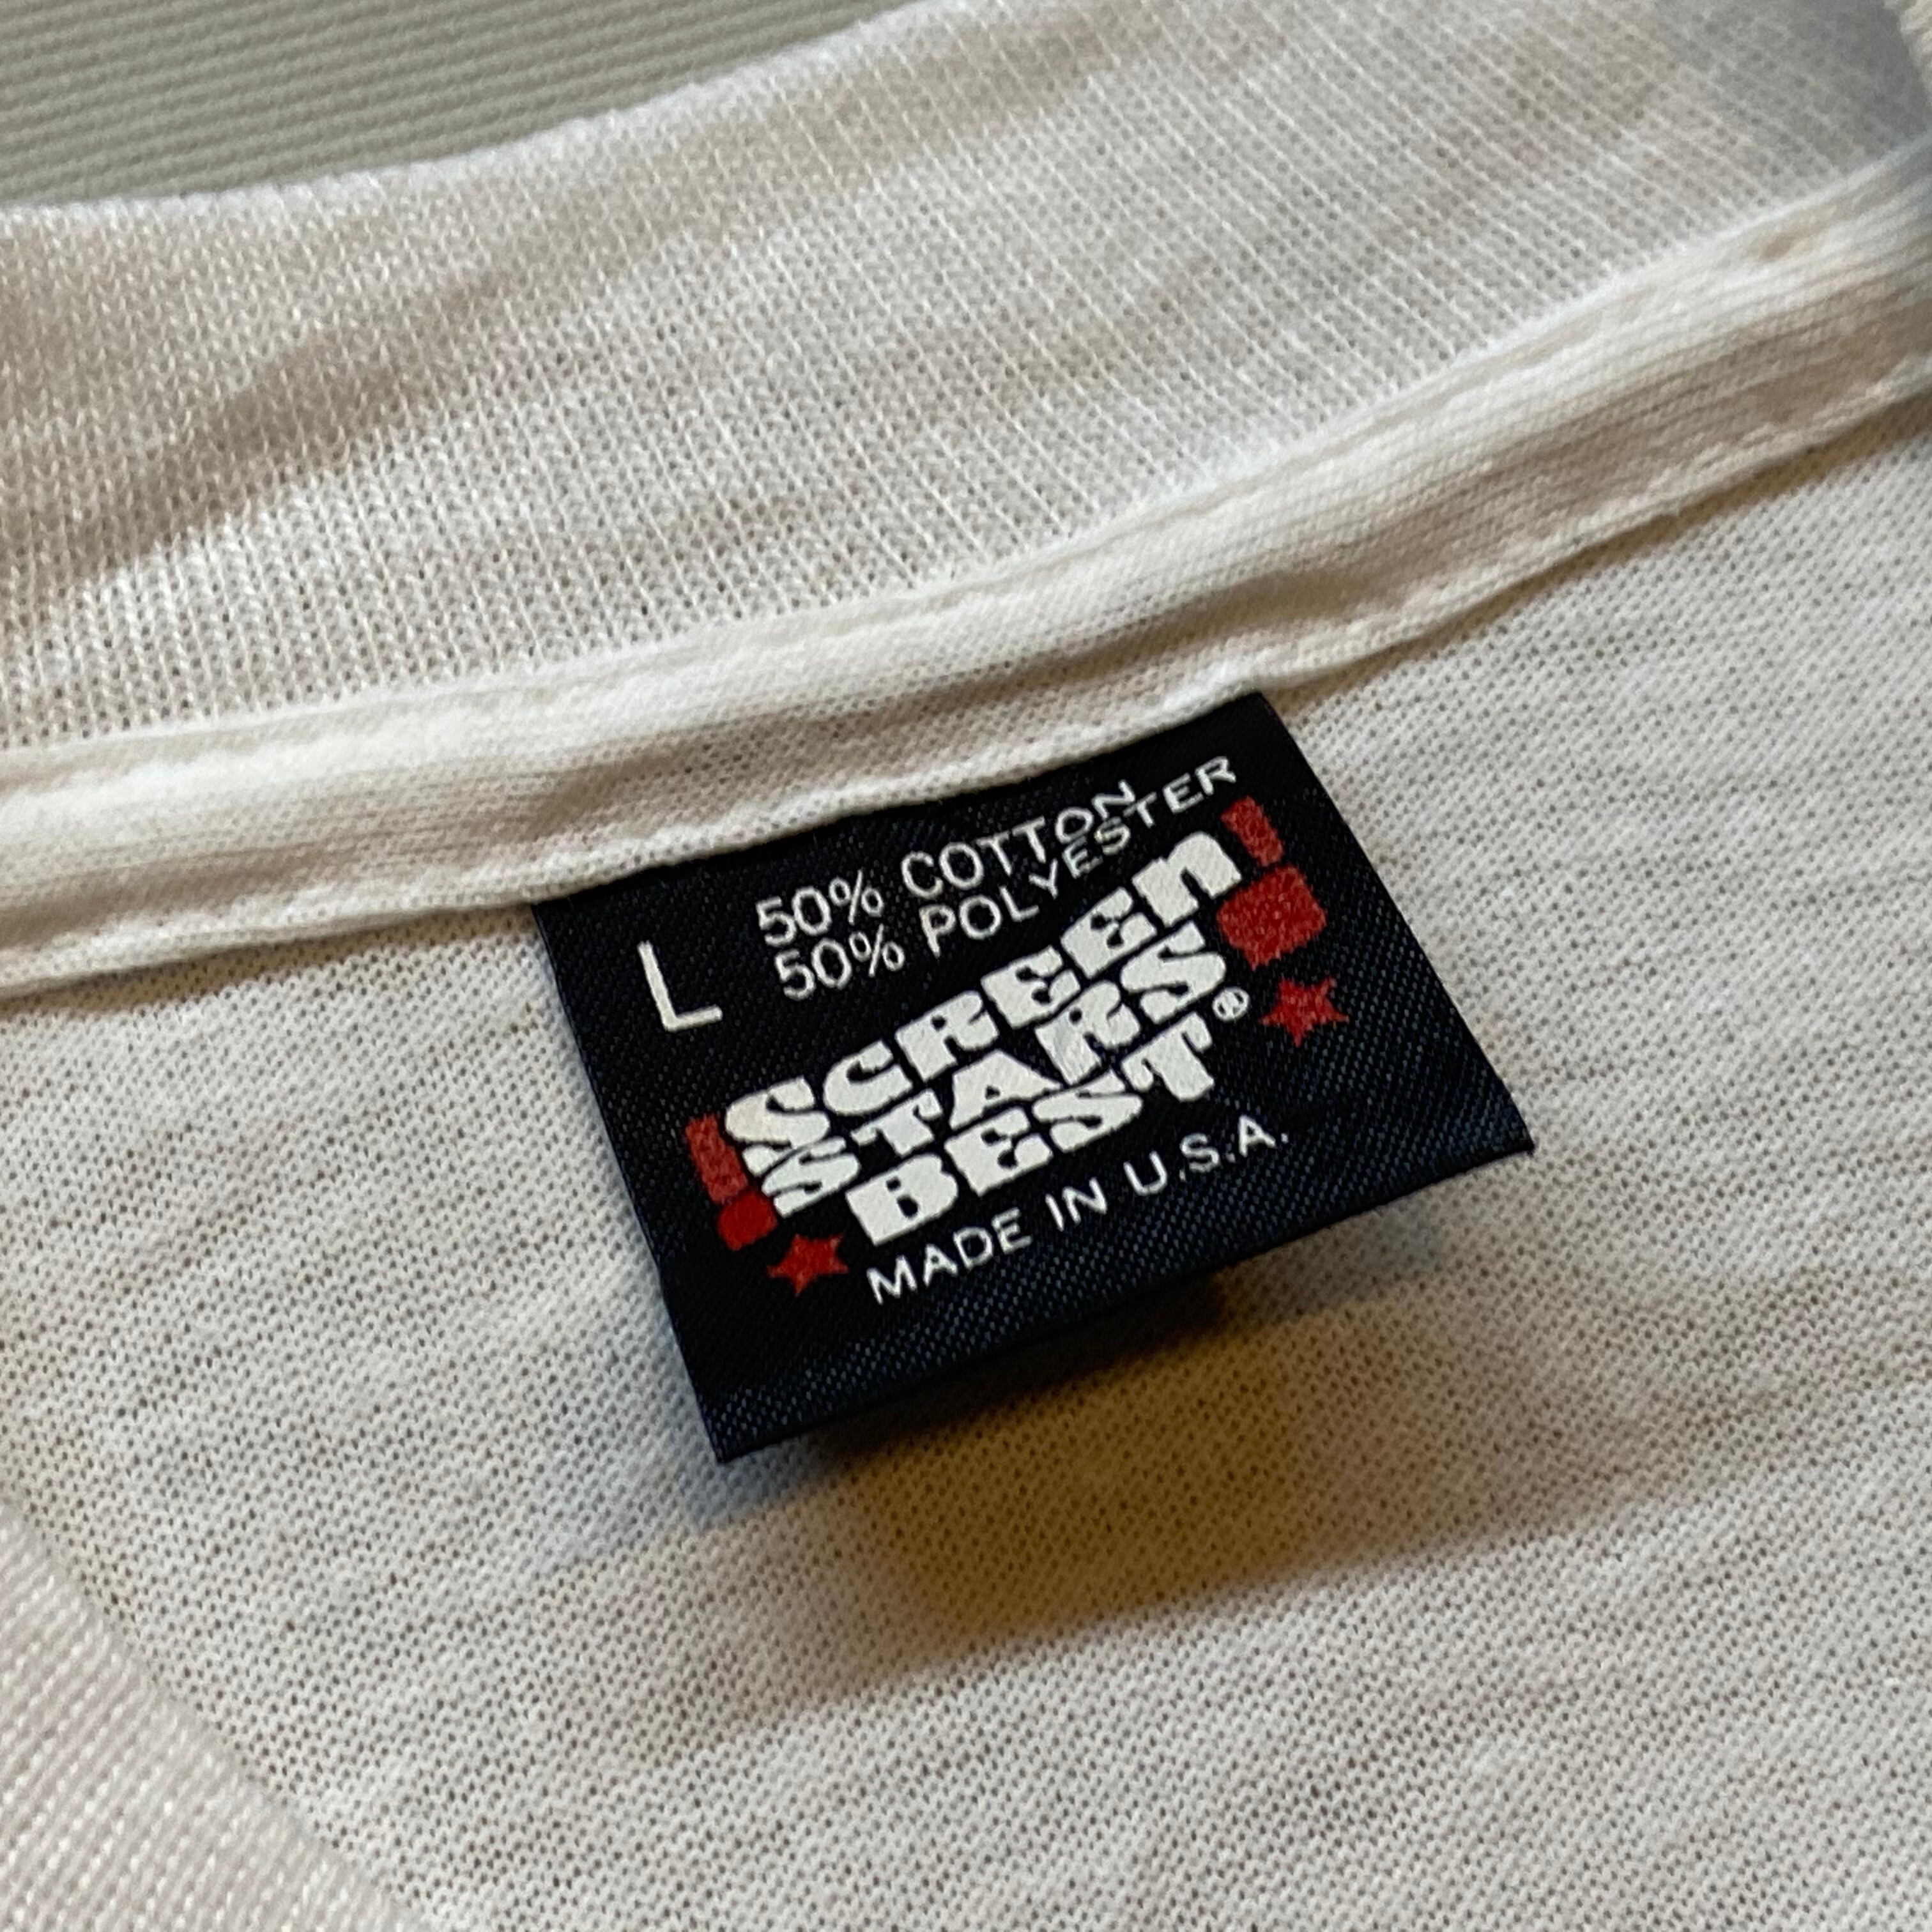 L
50% COTTON
50% POLYESTER
SCREEN
STARS
BEST®
MADE IN U.S.A.